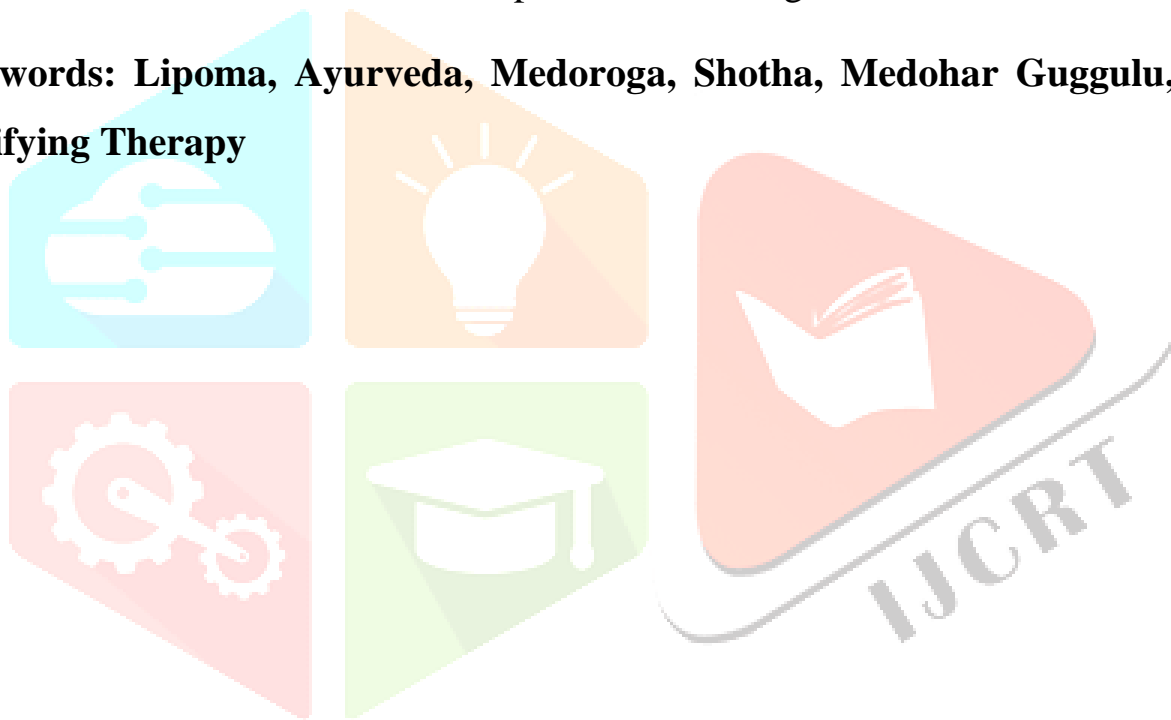 words: Lipoma, Ayurveda, Medoroga, Shotha, Medohar Guggulu,
ifying Therapy
IJCRT